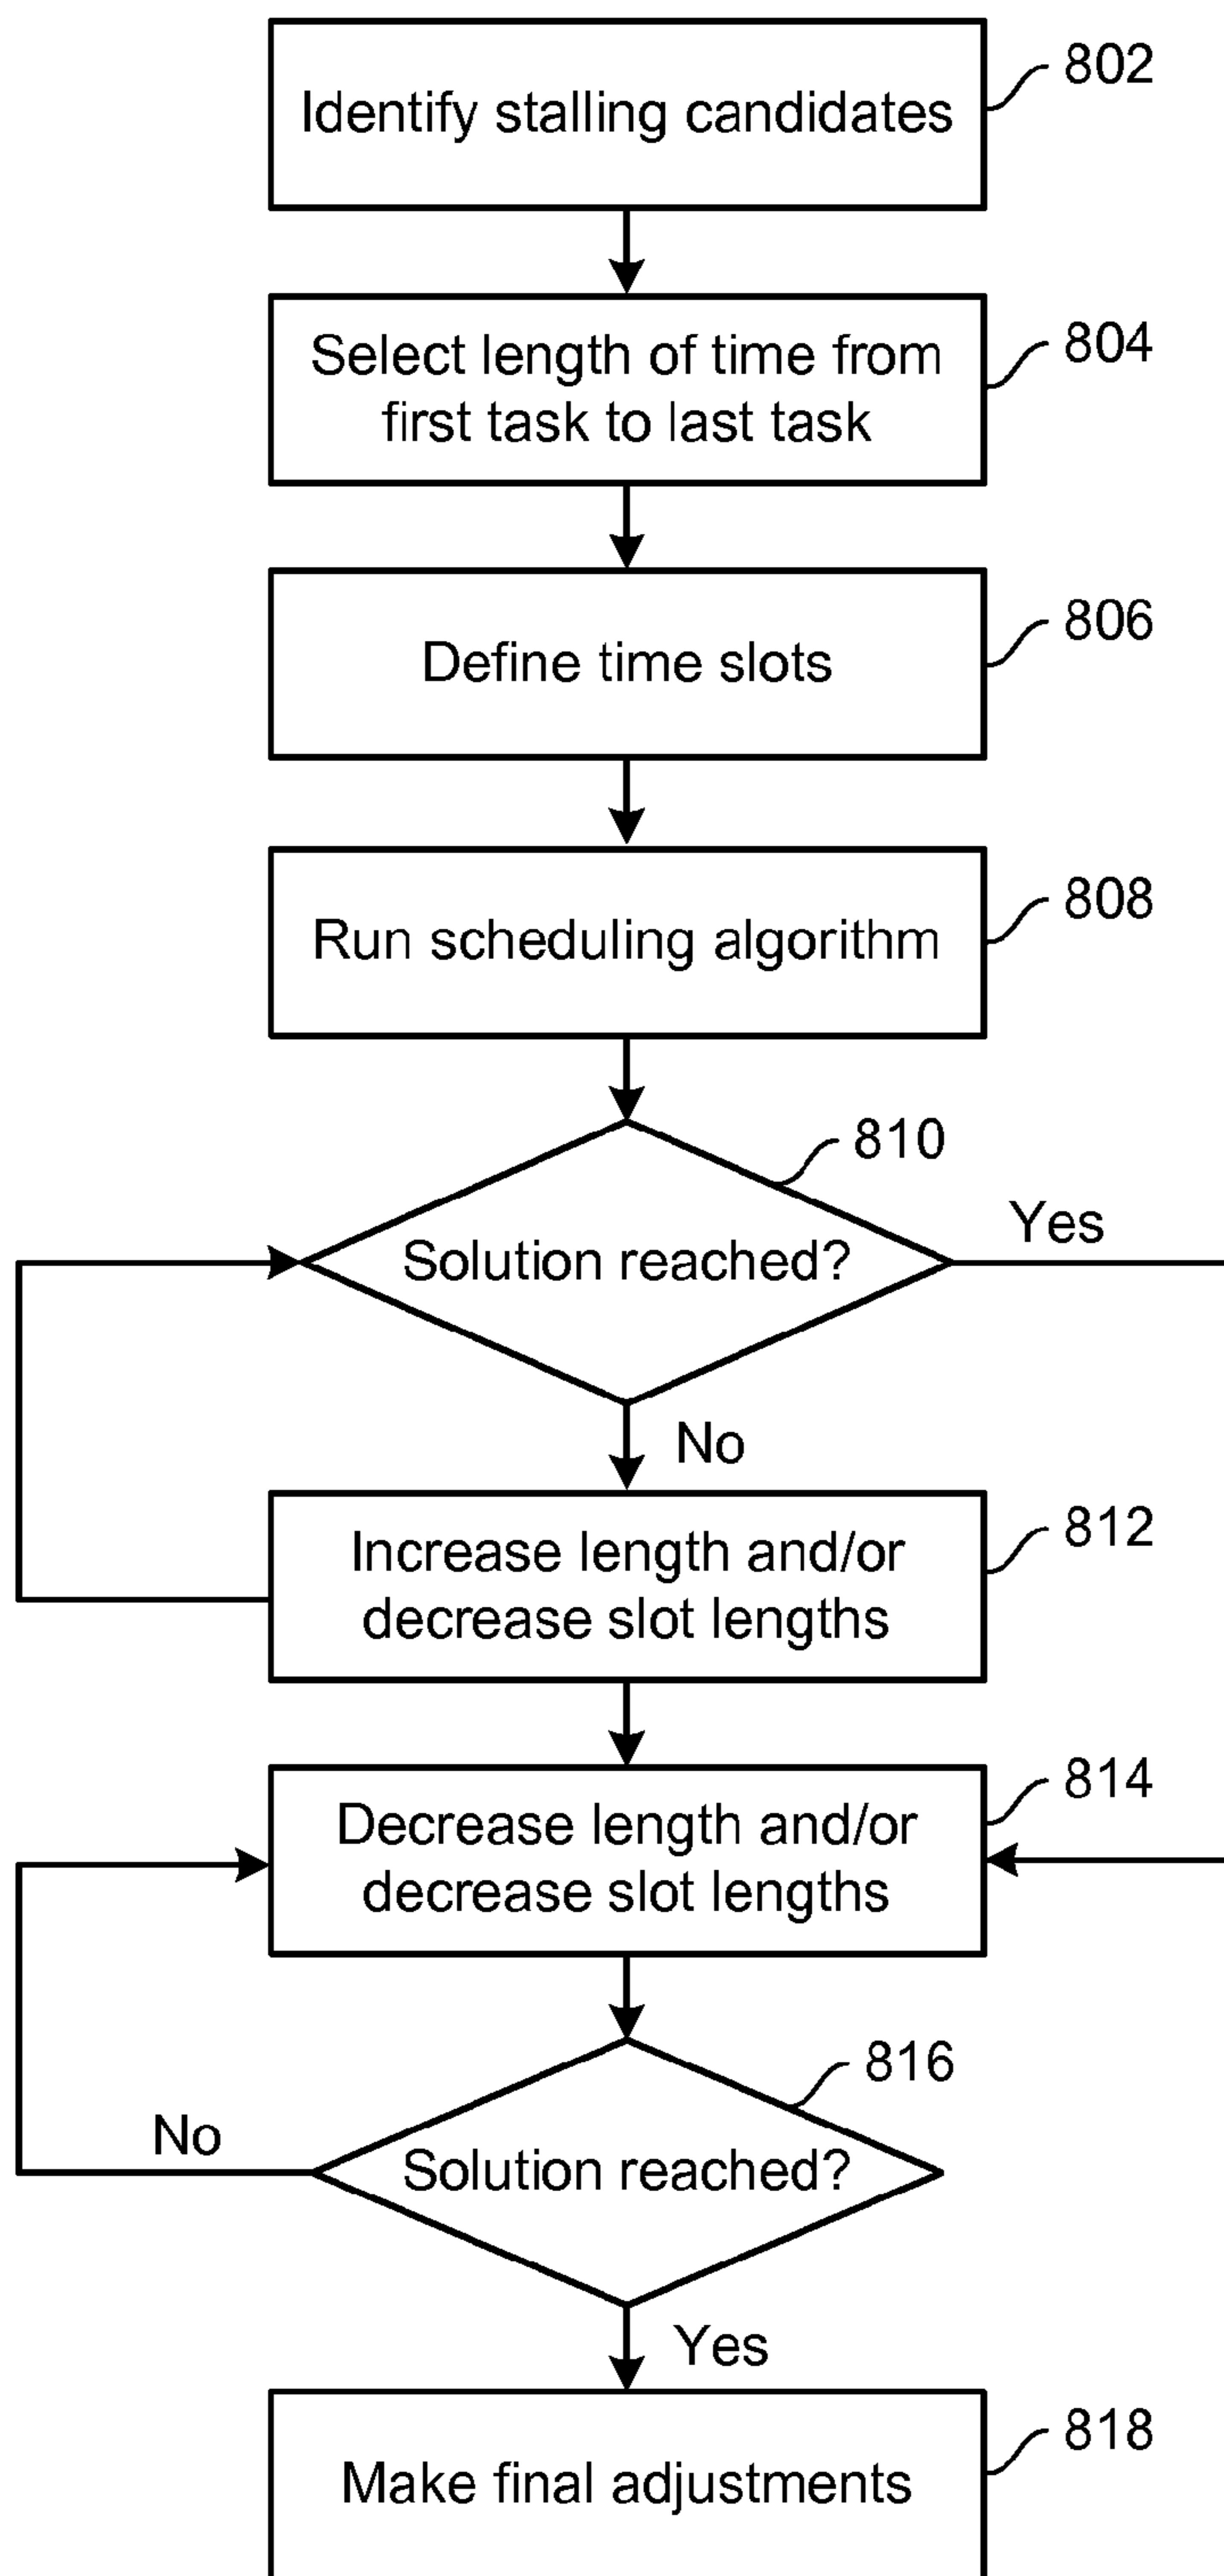 802
Identify stalling candidates
804
Select length of time from
first task to last task
806
Define time slots
808
Run scheduling algorithm
810
Yes
Solution reached?
No
812
Increase length and/or
decrease slot lengths
814
Decrease length and/or
decrease slot lengths
816
No
Solution reached?
Yes
818
Make final adjustments